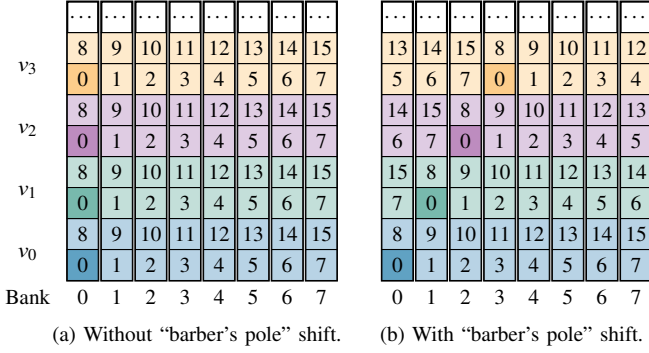 ... ... ... ... ... ... ... ... ... ... ... ... ... ... ... ...
8 9 10 11 12 13 14 15 13 14 15 8 9 10 11 12
v3
0 1 2 3 4 5 6 7 5 6 7 0 1 2 3 4
8 9 10 11 12 13 14 15 14 15 8 9 10 11 12 13
v2
0 1 2 3 4 5 6 7 6 7 0 1 2 3 4 5
8 9 10 11 12 13 14 15 15 8 9 10 11 12 13 14
v1
0 1 2 3 4 5 6 7 7 0 1 2 3 4 5 6
8 9 10 11 12 13 14 15 8 9 10 11 12 13 14 15
v0
0 1 2 3 4 5 6 7 0 1 2 3 4 5 6 7
Bank 0 1 2 3 4 5 6 7 0 1 2 3 4 5 6 7
(a) Without “barber's pole” shift. (b) With “barber's pole” shift.